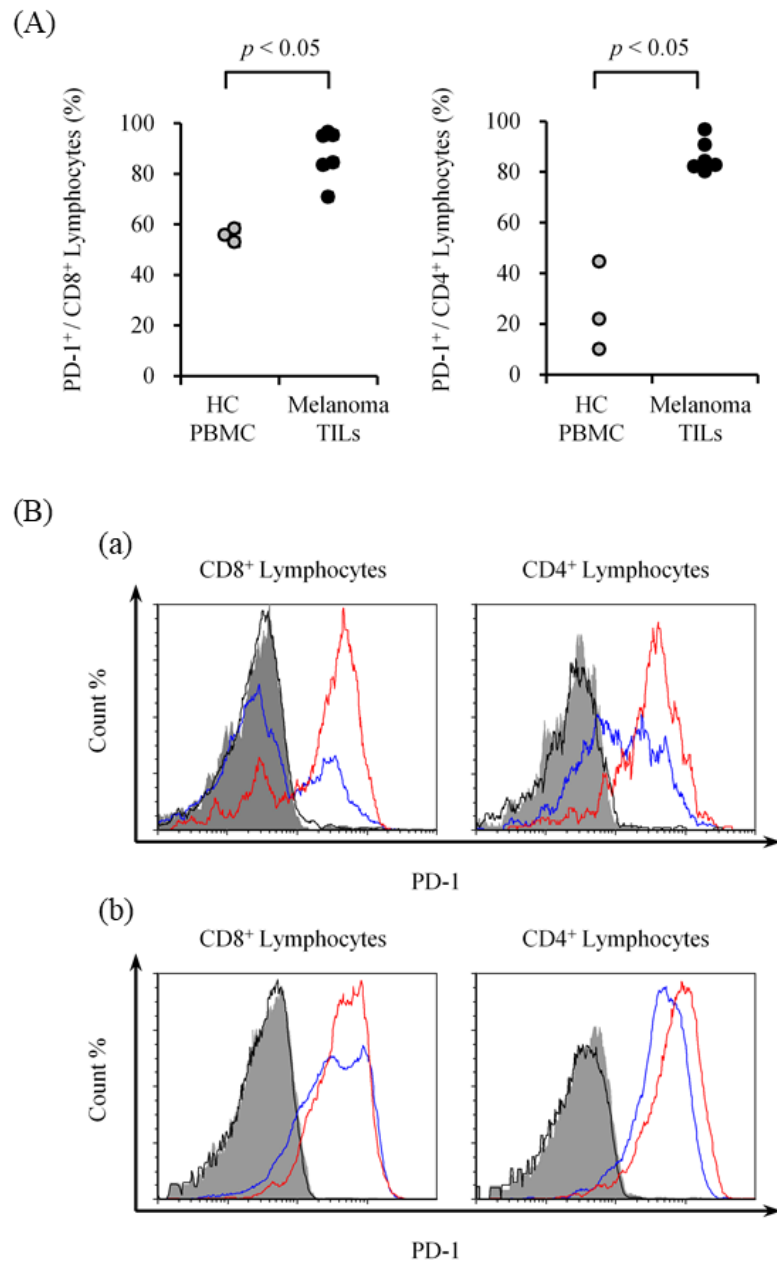 (A)
p < 0.05
p < 0.05
PD-1+ / CD8+ Lymphocytes (%)
100
80
60
40
20
0
HC
PBMC
Melanoma
TILs
PD-1+ / CD4+ Lymphocytes (%)
100
80
60
40
20
0
HC
PBMC
Melanoma
TILs
(B)
(a)
CD8+ Lymphocytes
CD4+ Lymphocytes
Count %
PD-1
(b)
CD8+ Lymphocytes
CD4+ Lymphocytes
Count %
PD-1